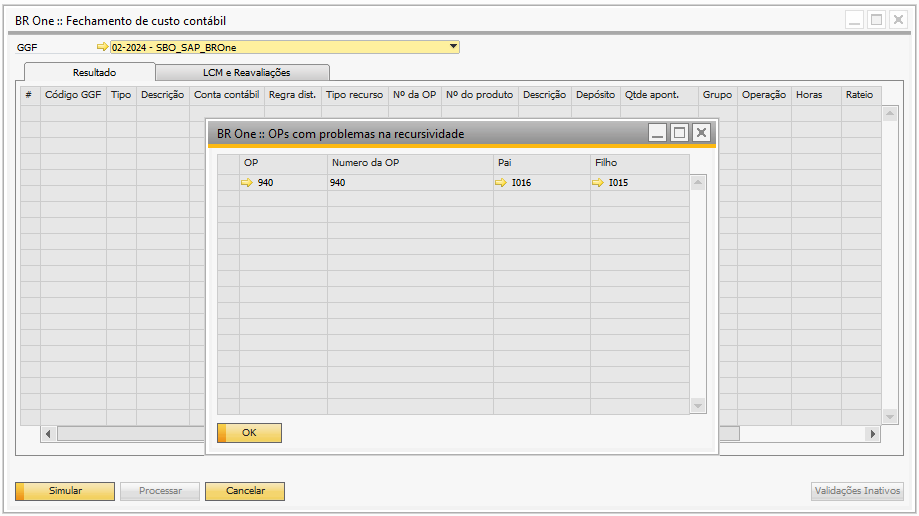 BR One :: Fechamento de custo contábil
GGF 02-2024 - SBO_SAP_BROne
Resultado LCM e Reavaliações
# Código GGF Tipo Descrição Conta contábil Regra dist. Tipo recurso Nº da OP Nº do produto Descrição Depósito Qtde apont. Grupo Operação Horas Rateio
BR One :: OPs com problemas na recursividade
OP Numero da OP Pai Filho
940 940 I016 I015
OK
Simular Processar Cancelar Validações Inativos